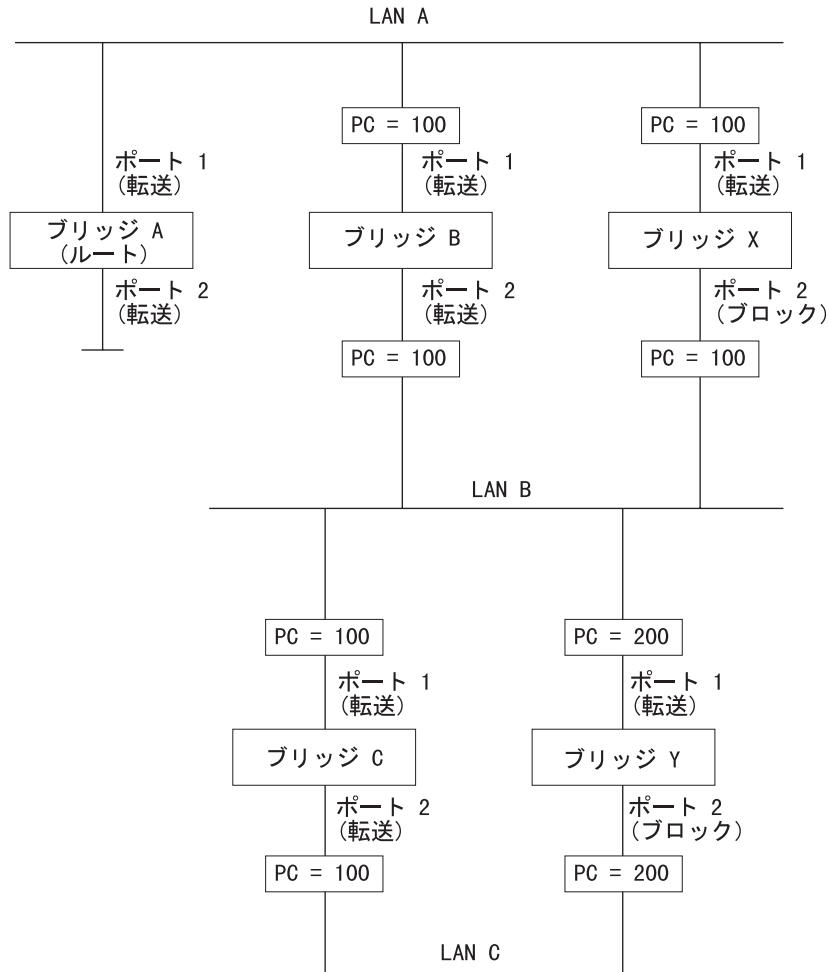 LAN A
PC = 100
PC = 100
ポート 1
(転送)
ポート 1
(転送)
ポート 1
(転送)
ブリッジ A
(ルート)
ブリッジ B
ブリッジ X
ポート 2
(転送)
ポート 2
(転送)
ポート 2
(ブロック)
PC = 100
PC = 100
LAN B
PC = 100
PC = 200
ポート 1
(転送)
ポート 1
(転送)
ブリッジ C
ブリッジ Y
ポート 2
(転送)
ポート 2
(ブロック)
PC = 100
PC = 200
LAN C